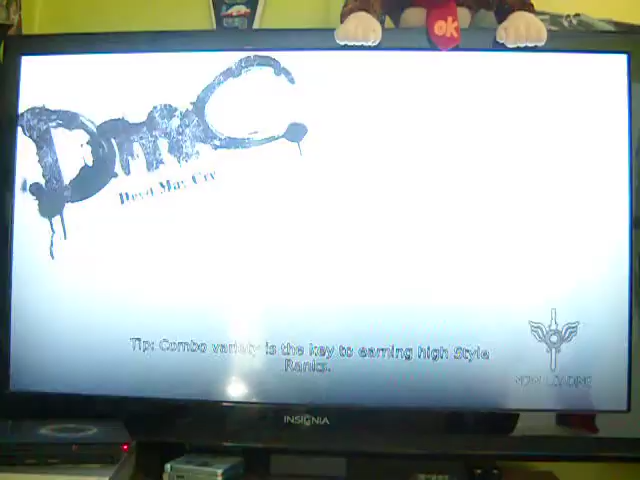 ok
DmC
Devil May Cry
Tip: Combo variety is the key to earning high Style
Ranks.
NOW LOADING
INSIGNIA